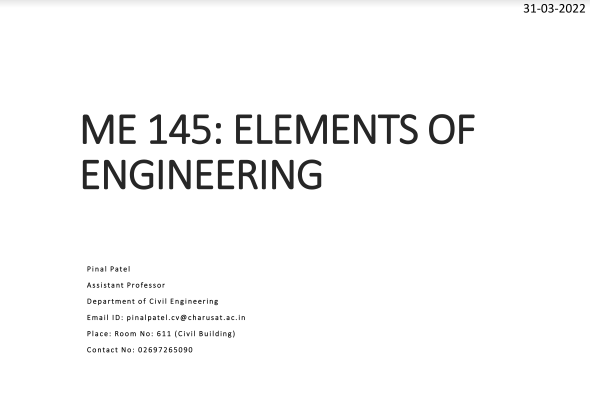 31-03-2022
ME 145: ELEMENTS OF
ENGINEERING
Pinal Patel
Assistant Professor
Department of Civil Engineering
Email ID: pinalpatel.cv@charusat.ac.in
Place: Room No: 611 (Civil Building)
Contact No: 02697265090